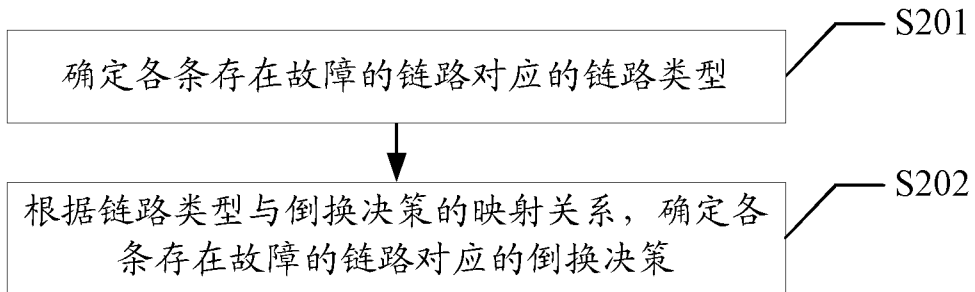 S201
确定各条存在故障的链路对应的链路类型
S202
根据链路类型与倒换决策的映射关系，确定各
条存在故障的链路对应的倒换决策